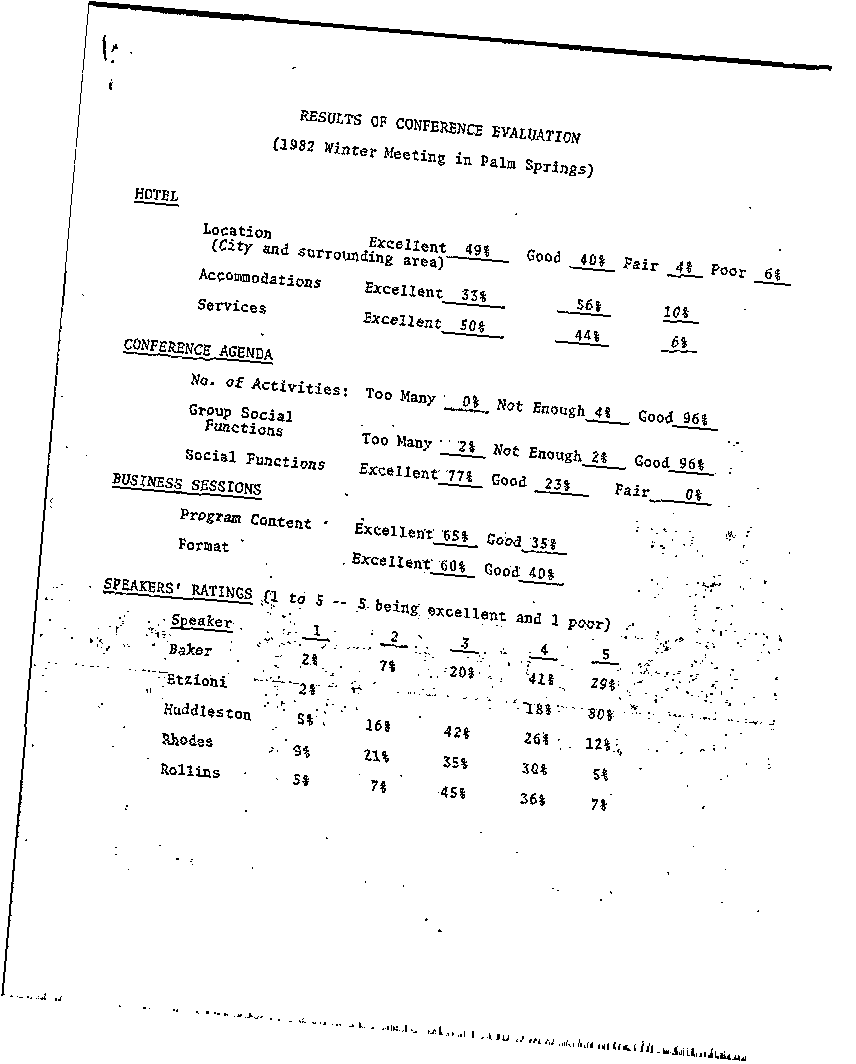 RESULTS OF CONFERENCE EVALUATION
(1982 Winter Meeting in Palm Springs)
HOTEL
Location Excellent 49% Good 40% Fair 4% Poor 6%
(City and surrounding area)
Accommodations Excellent 33% 56% 10%
Services Excellent 50% 44% 6%
CONFERENCE AGENDA
No. of Activities: Too Many 0% Not Enough 4% Good 96%
Group Social
Functions Too Many 2% Not Enough 2% Good 96%
Social Functions Excellent 77% Good 23% Fair 0%
BUSINESS SESSIONS
Program Content Excellent 65% Good 35%
Format Excellent 60% Good 40%
SPEAKERS' RATINGS (1 to 5 -- 5 being excellent and 1 poor)
Speaker 1 2 3 4 5
Baker 2% 7% 20% 41% 29%
Etzioni 2% 18% 80%
Huddleston 5% 16% 42% 26% 12%
Rhodes 9% 21% 35% 30% 5%
Rollins 5% 7% 45% 36% 7%